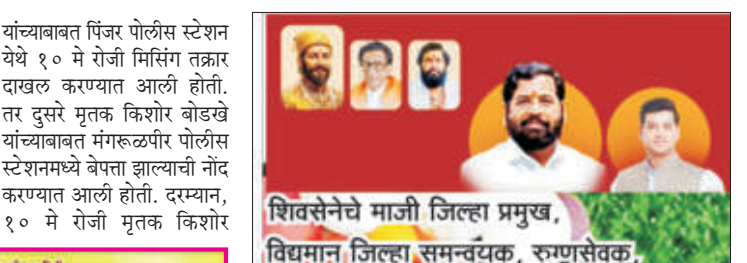 यांच्याबाबत पिंजर पोलीस स्टेशन
येथे १० मे रोजी मिसिंग तक्रार
दाखल करण्यात आली होती.
तर दुसरे मृतक किशोर बोडखे
यांच्याबाबत मंगरूळपीर पोलीस
स्टेशनमध्ये बेपत्ता झाल्याची नोंद
करण्यात आली होती. दरम्यान,
१० मे रोजी मृतक किशोर
शिवसेनेचे माजी जिल्हा प्रमुख,
विद्यमान जिल्हा समन्वयक, रुग्णसेवक,